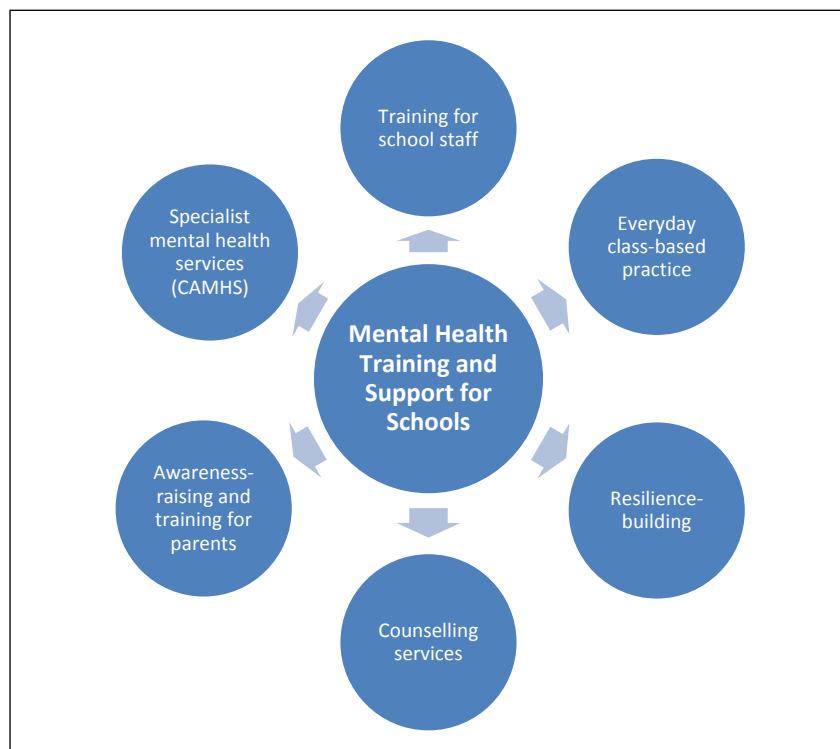 Training for
school staff
Specialist
mental health
services
(CAMHS)
Everyday
class-based
practice
Mental Health
Training and
Support for
Schools
Awareness-
raising and
training for
parents
Resilience-
building
Counselling
services